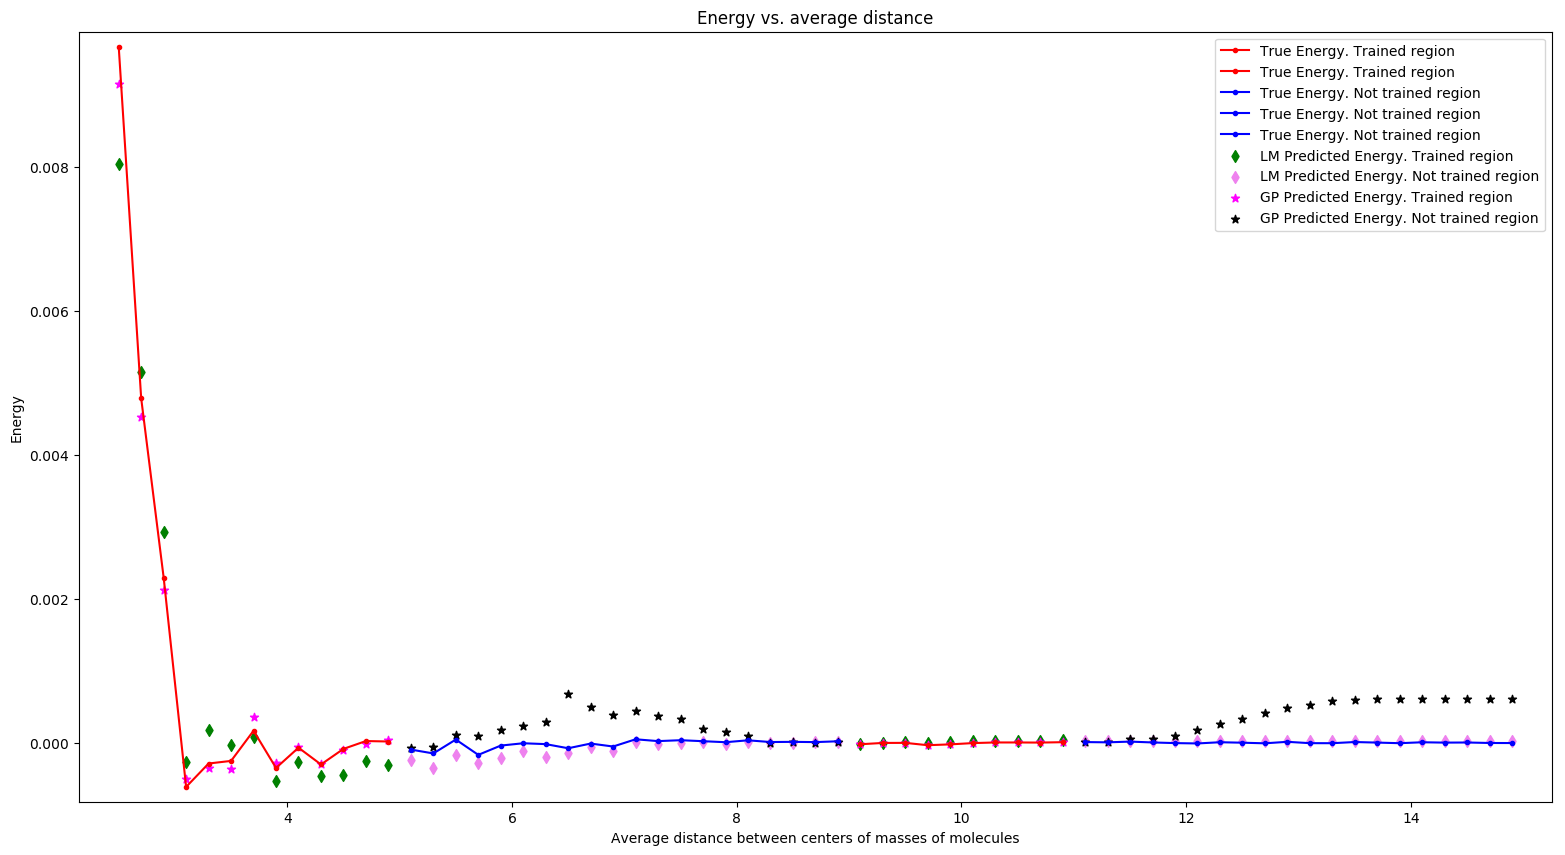 Energy vs. average distance
True Energy. Trained region
True Energy. Trained region
True Energy. Not trained region
True Energy. Not trained region
True Energy. Not trained region
LM Predicted Energy. Trained region
LM Predicted Energy. Not trained region
GP Predicted Energy. Trained region
GP Predicted Energy. Not trained region
0.008
0.006
0.004
0.002
0.000
Energy
4 6 8 10 12 14
Average distance between centers of masses of molecules